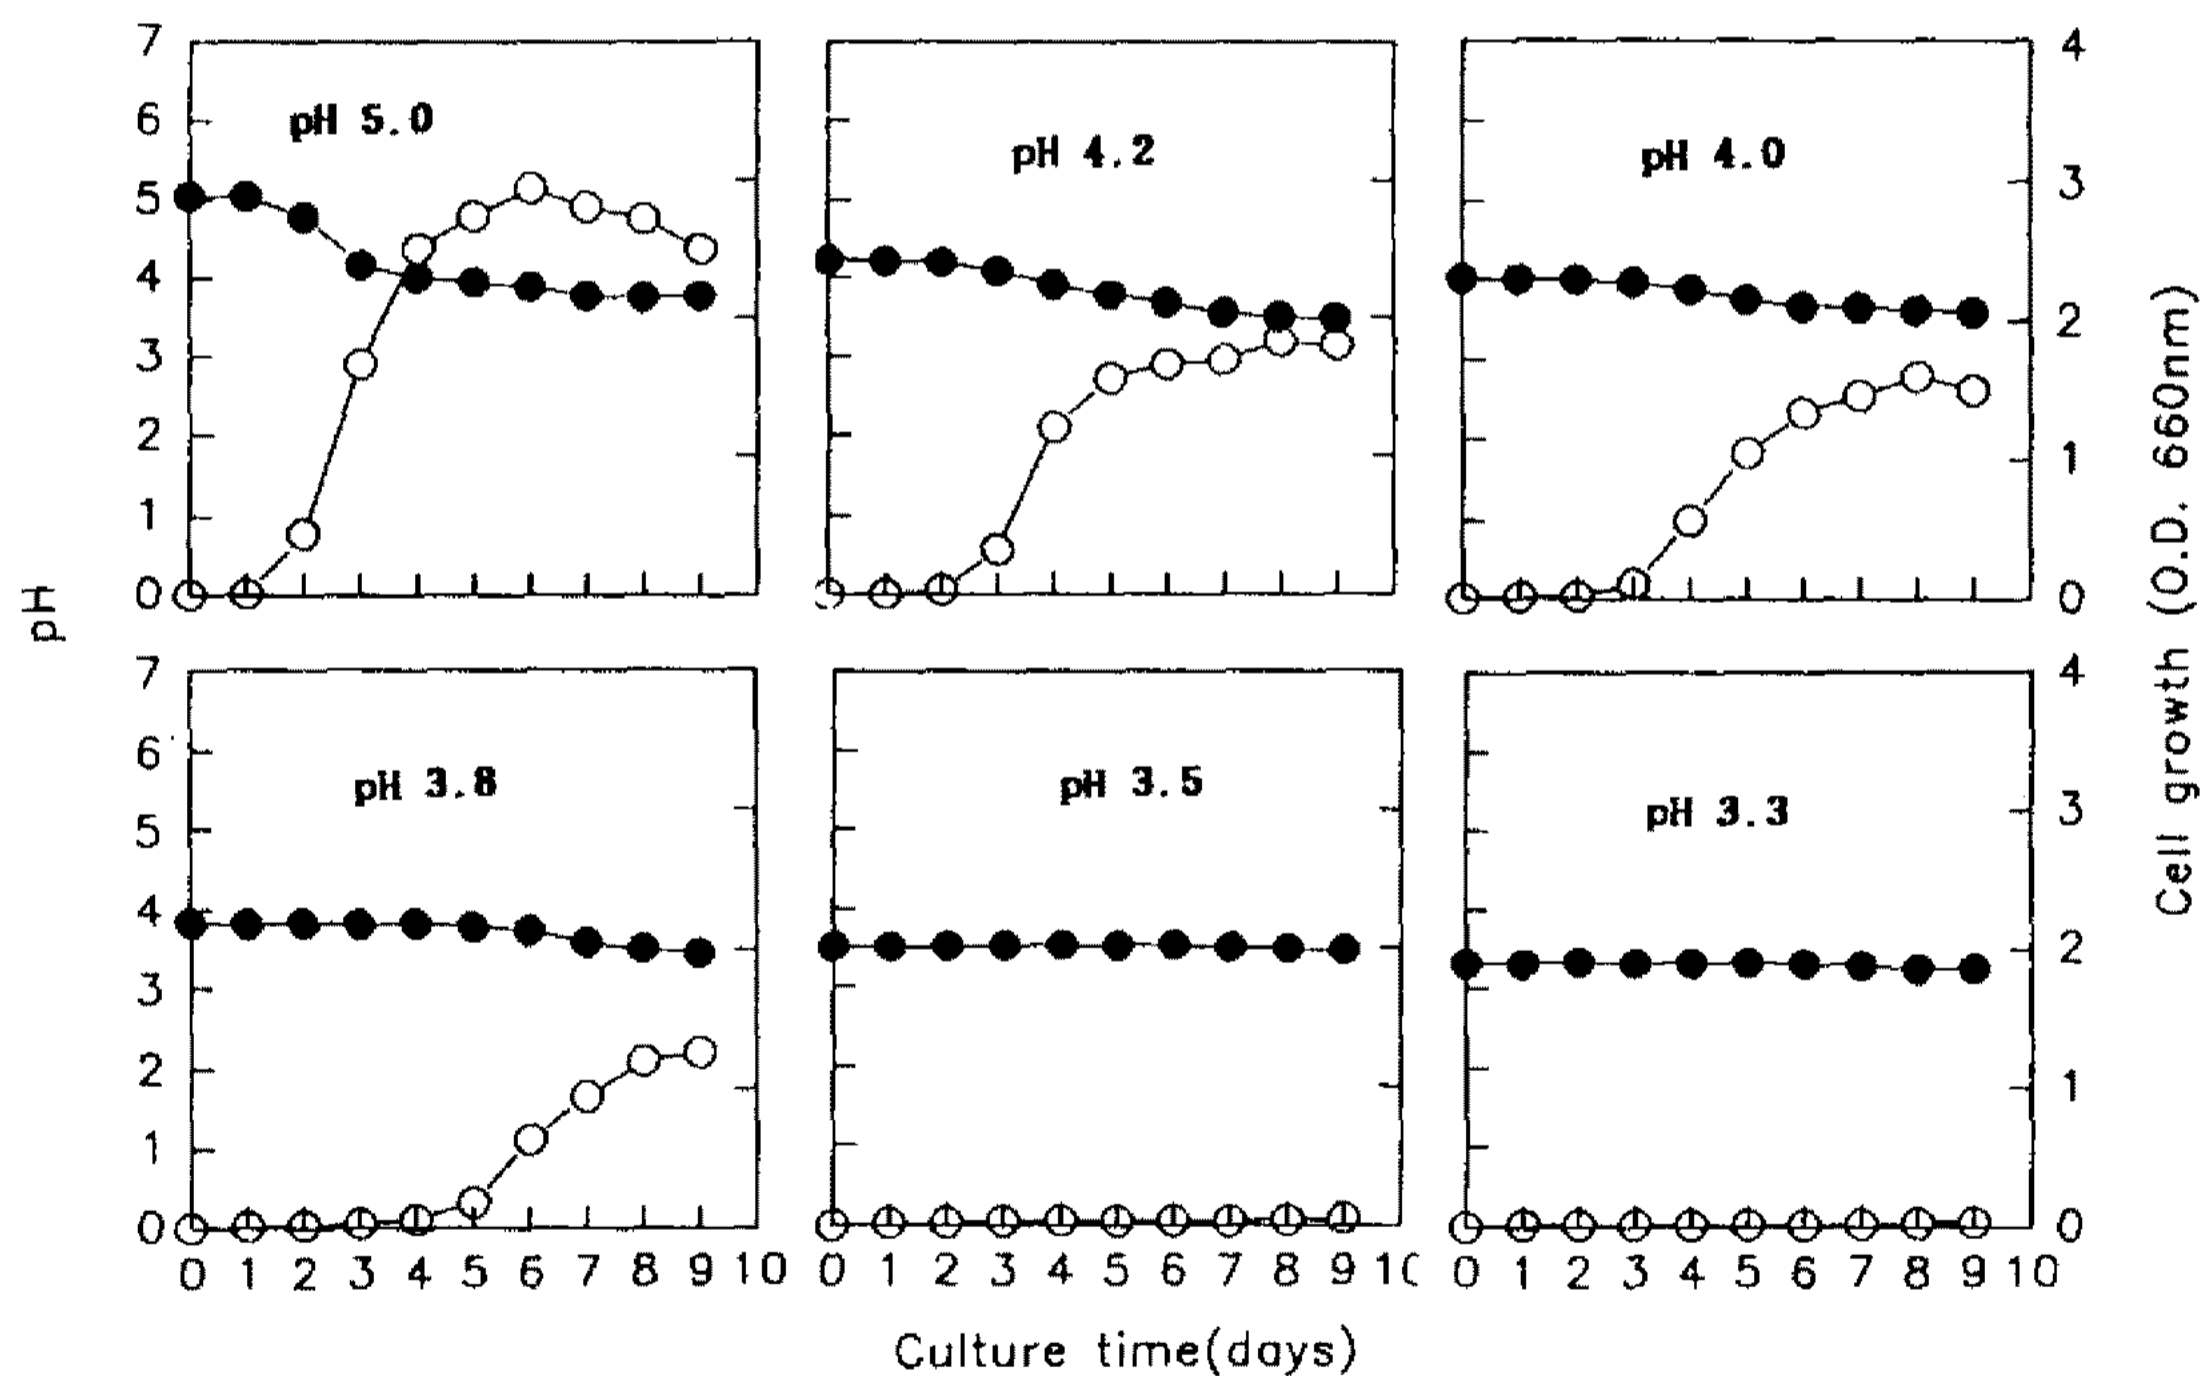 7 4
6 pH 5.0 pH 4.2 pH 4.0
5 3
4
3 2
2
1 1
0 0
pH
Cell growth (O.D. 660nm)
7 4
6 pH 3.8 pH 3.5 pH 3.3
5 3
4
3 2
2
1 1
0 0
0 1 2 3 4 5 6 7 8 9 10 0 1 2 3 4 5 6 7 8 9 10 0 1 2 3 4 5 6 7 8 9 10
Culture time(days)